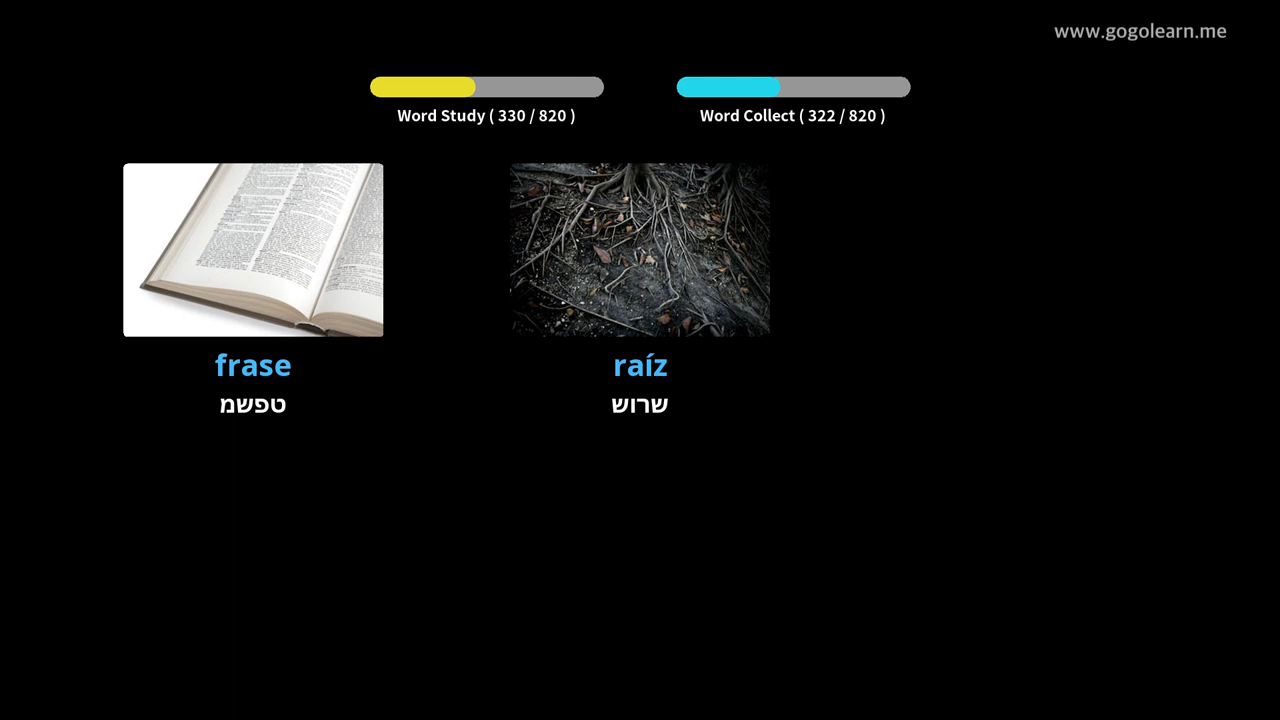 www.gogolearn.me
Word Study ( 330 / 820 )
Word Collect ( 322 / 820 )
frase
טפשמ
raíz
שרוש